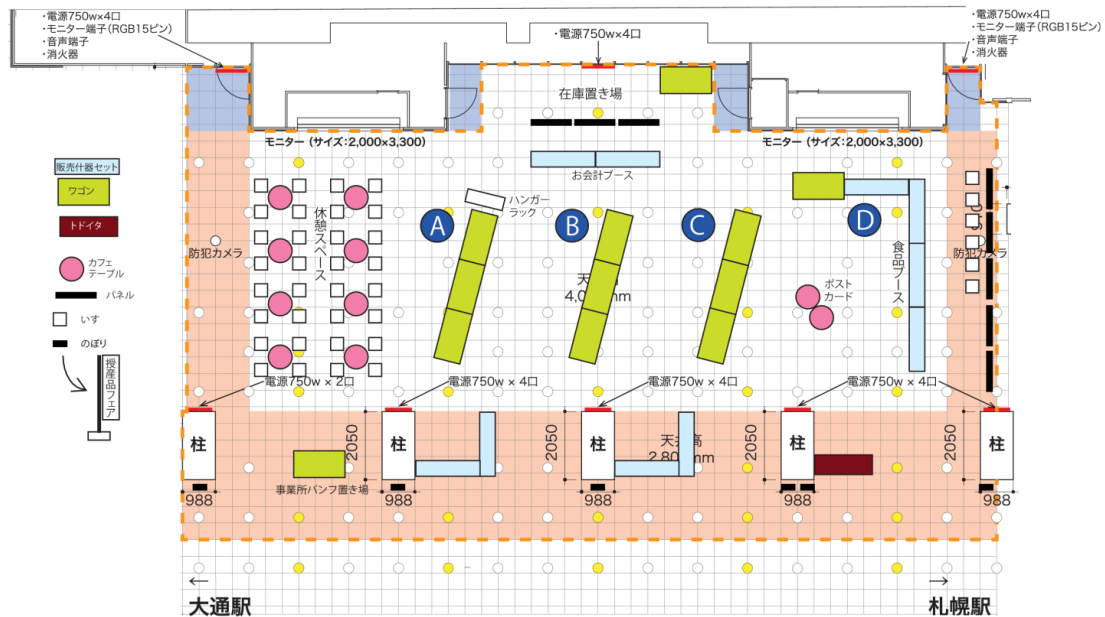 ・電源750w×4口
・モニター端子(RGB15ピン)
・音声端子
・消火器
・電源750w×4口
・電源750w×4口
・モニター端子(RGB15ピン)
・音声端子
・消火器
在庫置き場
モニター (サイズ:2,000×3,300)
モニター (サイズ:2,000×3,300)
お会計ブース
販売什器セット
ワゴン
トドイタ
カフェ
テーブル
パネル
いす
のぼり
授産品フェア
防犯カメラ
休憩スペース
ハンガー
ラック
A
B
C
D
食品ブース
防犯カメラ
ポスト
カード
電源750w × 2口
電源750w × 4口
電源750w × 4口
電源750w × 4口
柱
柱
柱
柱
柱
2050
2050
2050
2050
天井高
2,800mm
事業所パンフ置き場
988
988
988
988
988
大通駅
札幌駅